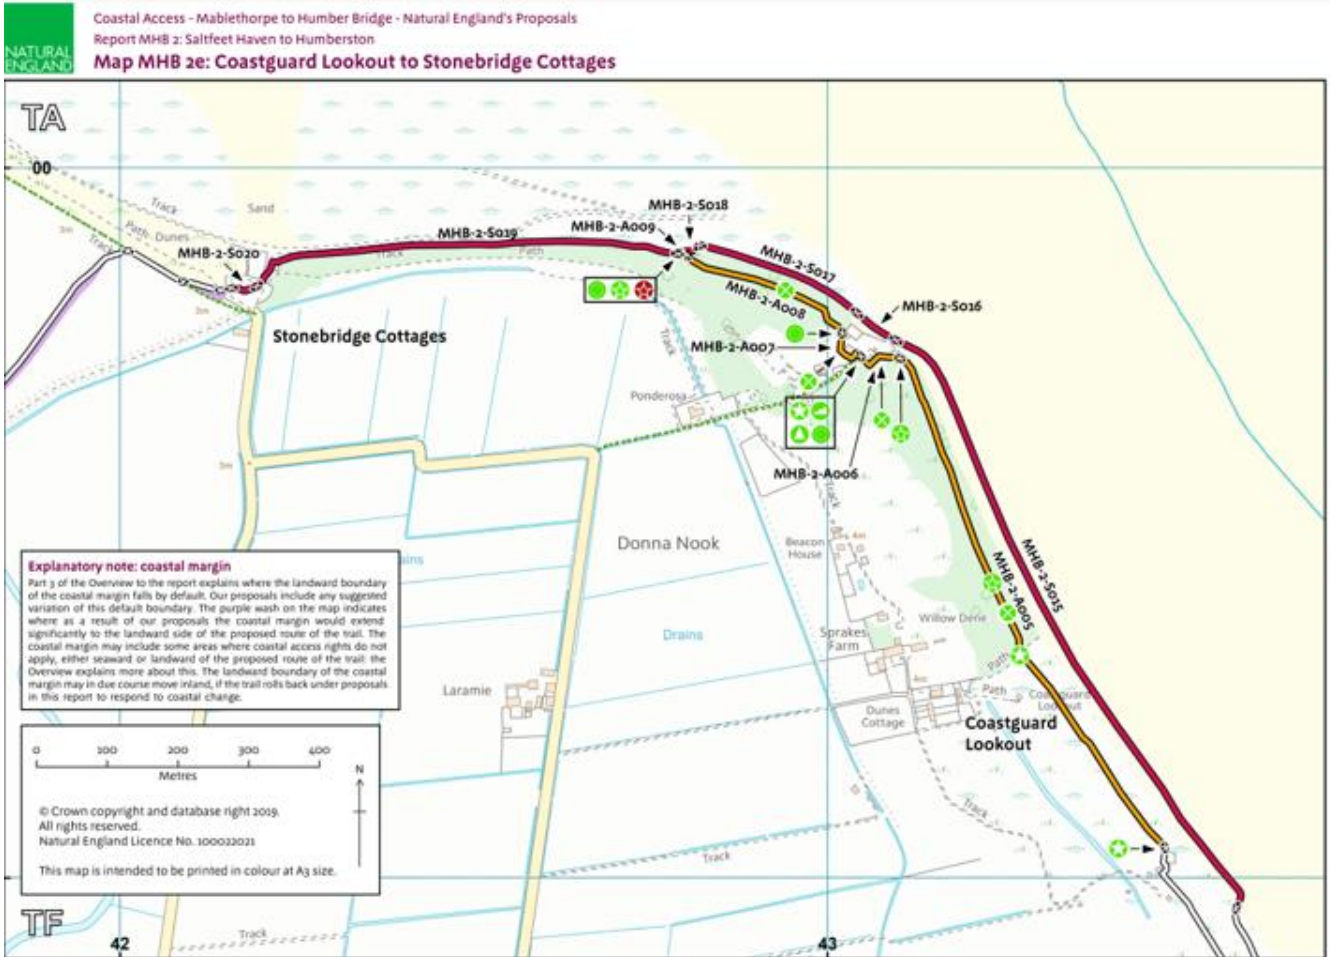 NATURAL
ENGLAND
Coastal Access - Mablethorpe to Humber Bridge - Natural England's Proposals
Report MHB 2: Saltfeet Haven to Humberston
Map MHB 2e: Coastguard Lookout to Stonebridge Cottages
TA
00
Track
Sand
3m
Path
Dunes
Track
MHB-2-S020
MHB-2-S019
Track
Path
MHB-2-A009
MHB-2-S018
MHB-2-S017
MHB-2-A008
MHB-2-S016
MHB-2-A007
3m
Stonebridge Cottages
Track
Ponderosa
3m
MHB-2-A006
Track
Donna Nook
Beacon
House
4m
MHB-2-S015
MHB-2-A005
Willow Dene
Drains
Sprakes
Farm
Path
4m
Path
Coastguard
Lookout
Laramie
Dunes
Cottage
Coastguard
Lookout
Track
Track
Explanatory note: coastal margin
Part 3 of the Overview to the report explains where the landward boundary
of the coastal margin falls by default. Our proposals include any suggested
variation of this default boundary. The purple wash on the map indicates
where as a result of our proposals the coastal margin would extend
significantly to the landward side of the proposed route of the trail. The
coastal margin may include some areas where coastal access rights do not
apply, either seaward or landward of the proposed route of the trail: the
Overview explains more about this. The landward boundary of the coastal
margin may in due course move inland, if the trail rolls back under proposals
in this report to respond to coastal change.
0 100 200 300 400
Metres
N
© Crown copyright and database right 2019.
All rights reserved.
Natural England Licence No. 100022021
This map is intended to be printed in colour at A3 size.
TF
42
Track
43